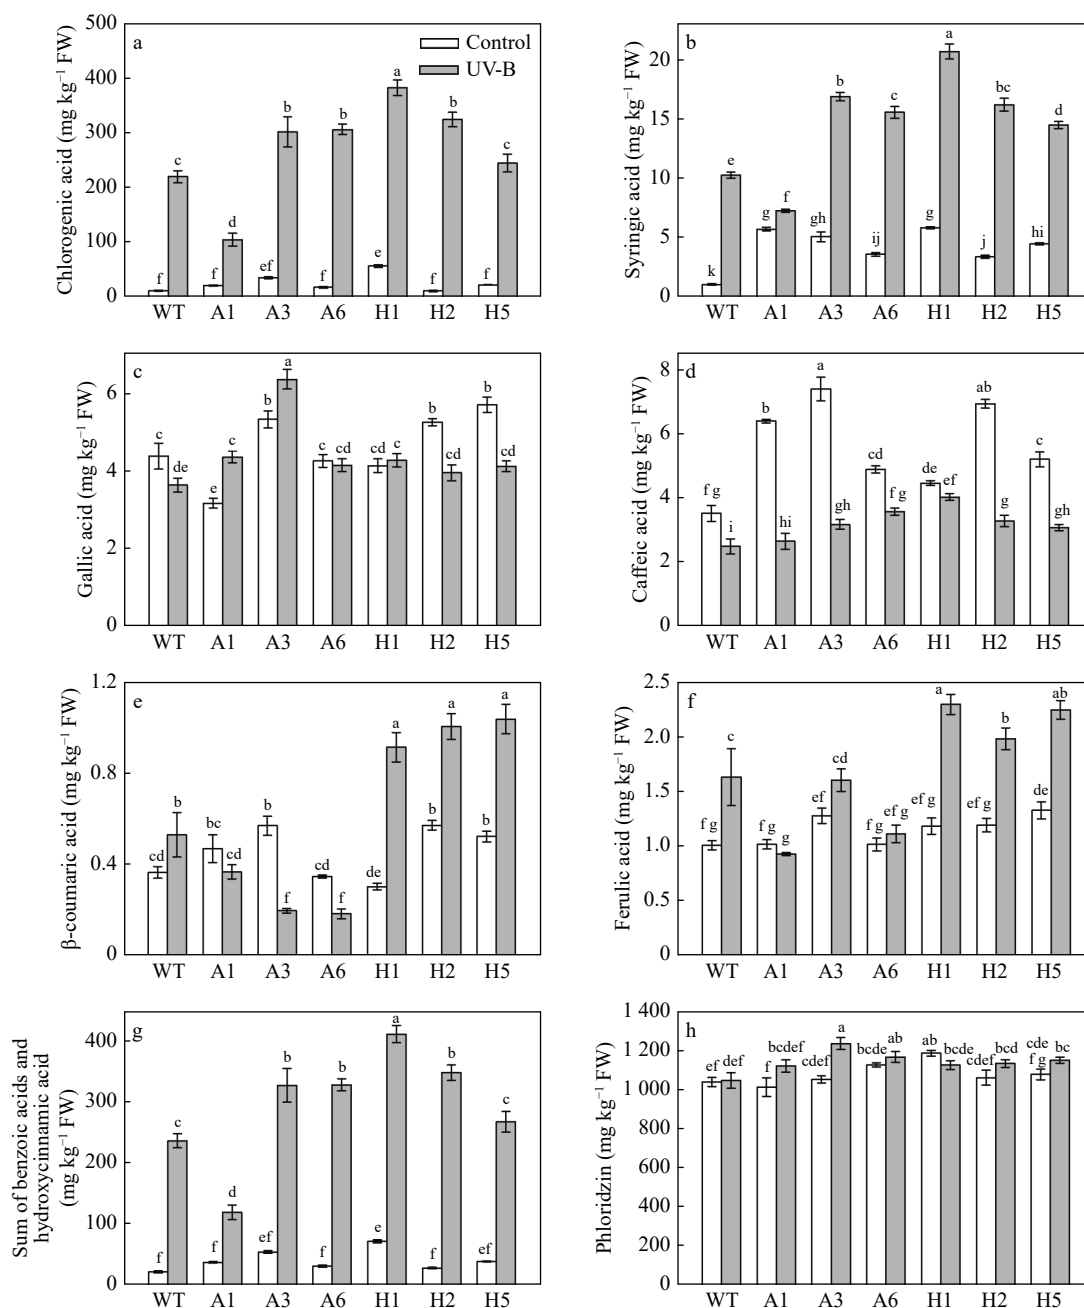 a
Control
UV-B
Chlorogenic acid (mg kg⁻¹ FW)
500
400
300
200
100
0
f c f d ef b f b e a f b f c
WT A1 A3 A6 H1 H2 H5
b
Syringic acid (mg kg⁻¹ FW)
20
15
10
5
0
k e g f gh b ij c g a j bc hi d
WT A1 A3 A6 H1 H2 H5
c
Gallic acid (mg kg⁻¹ FW)
6
4
2
0
c de e c b a c cd cd c b cd b cd
WT A1 A3 A6 H1 H2 H5
d
Caffeic acid (mg kg⁻¹ FW)
8
6
4
2
0
f g i b hi a gh cd f g de ef ab g c gh
WT A1 A3 A6 H1 H2 H5
e
β-coumaric acid (mg kg⁻¹ FW)
1.2
0.8
0.4
0
cd b bc cd b f cd f de a b a b a
WT A1 A3 A6 H1 H2 H5
f
Ferulic acid (mg kg⁻¹ FW)
2.5
2.0
1.5
1.0
0.5
0
f g c f g g ef cd f g ef g ef g a ef g b de ab
WT A1 A3 A6 H1 H2 H5
g
Sum of benzoic acids and
hydroxycinnamic acid
(mg kg⁻¹ FW)
400
300
200
100
0
f c f d ef b f b e a f b ef c
WT A1 A3 A6 H1 H2 H5
h
Phloridzin (mg kg⁻¹ FW)
1 400
1 200
1 000
800
600
400
200
0
ef def f bcdef cdef a bcde ab ab bcde cdef bcd cde f g bc
WT A1 A3 A6 H1 H2 H5